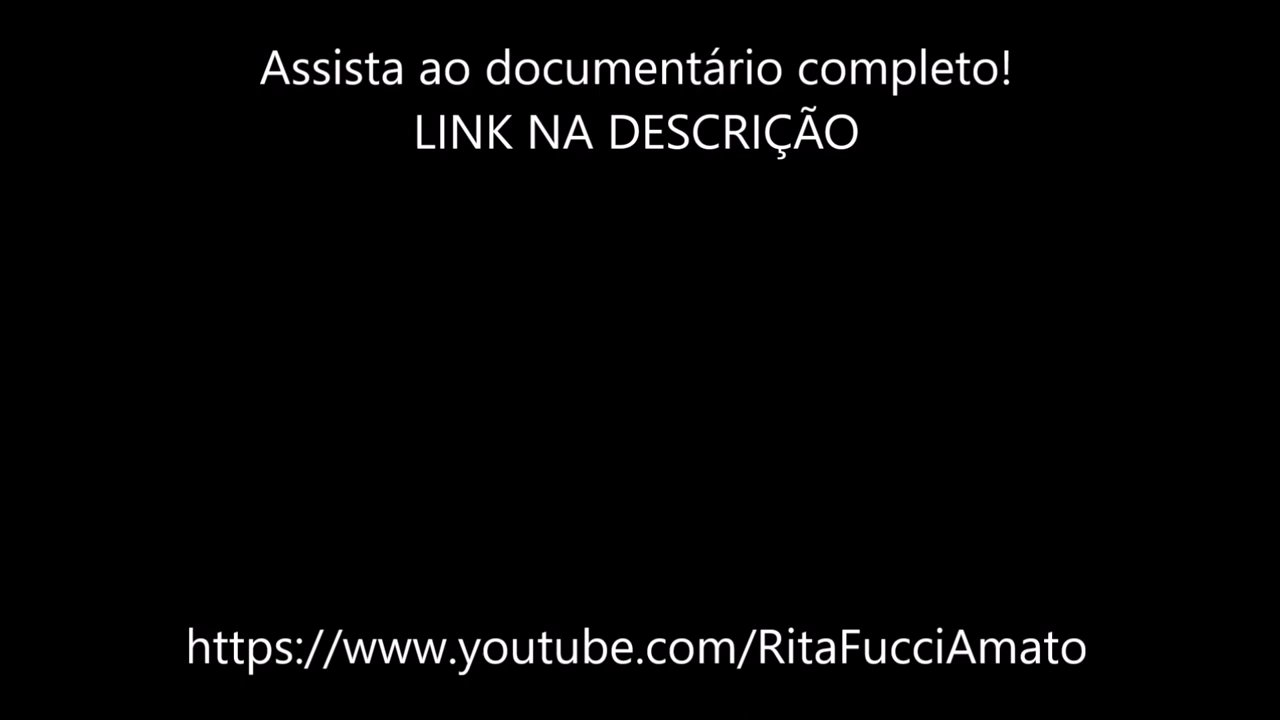 Assista ao documentário completo!
LINK NA DESCRIÇÃO
https://www.youtube.com/RitaFucciAmato